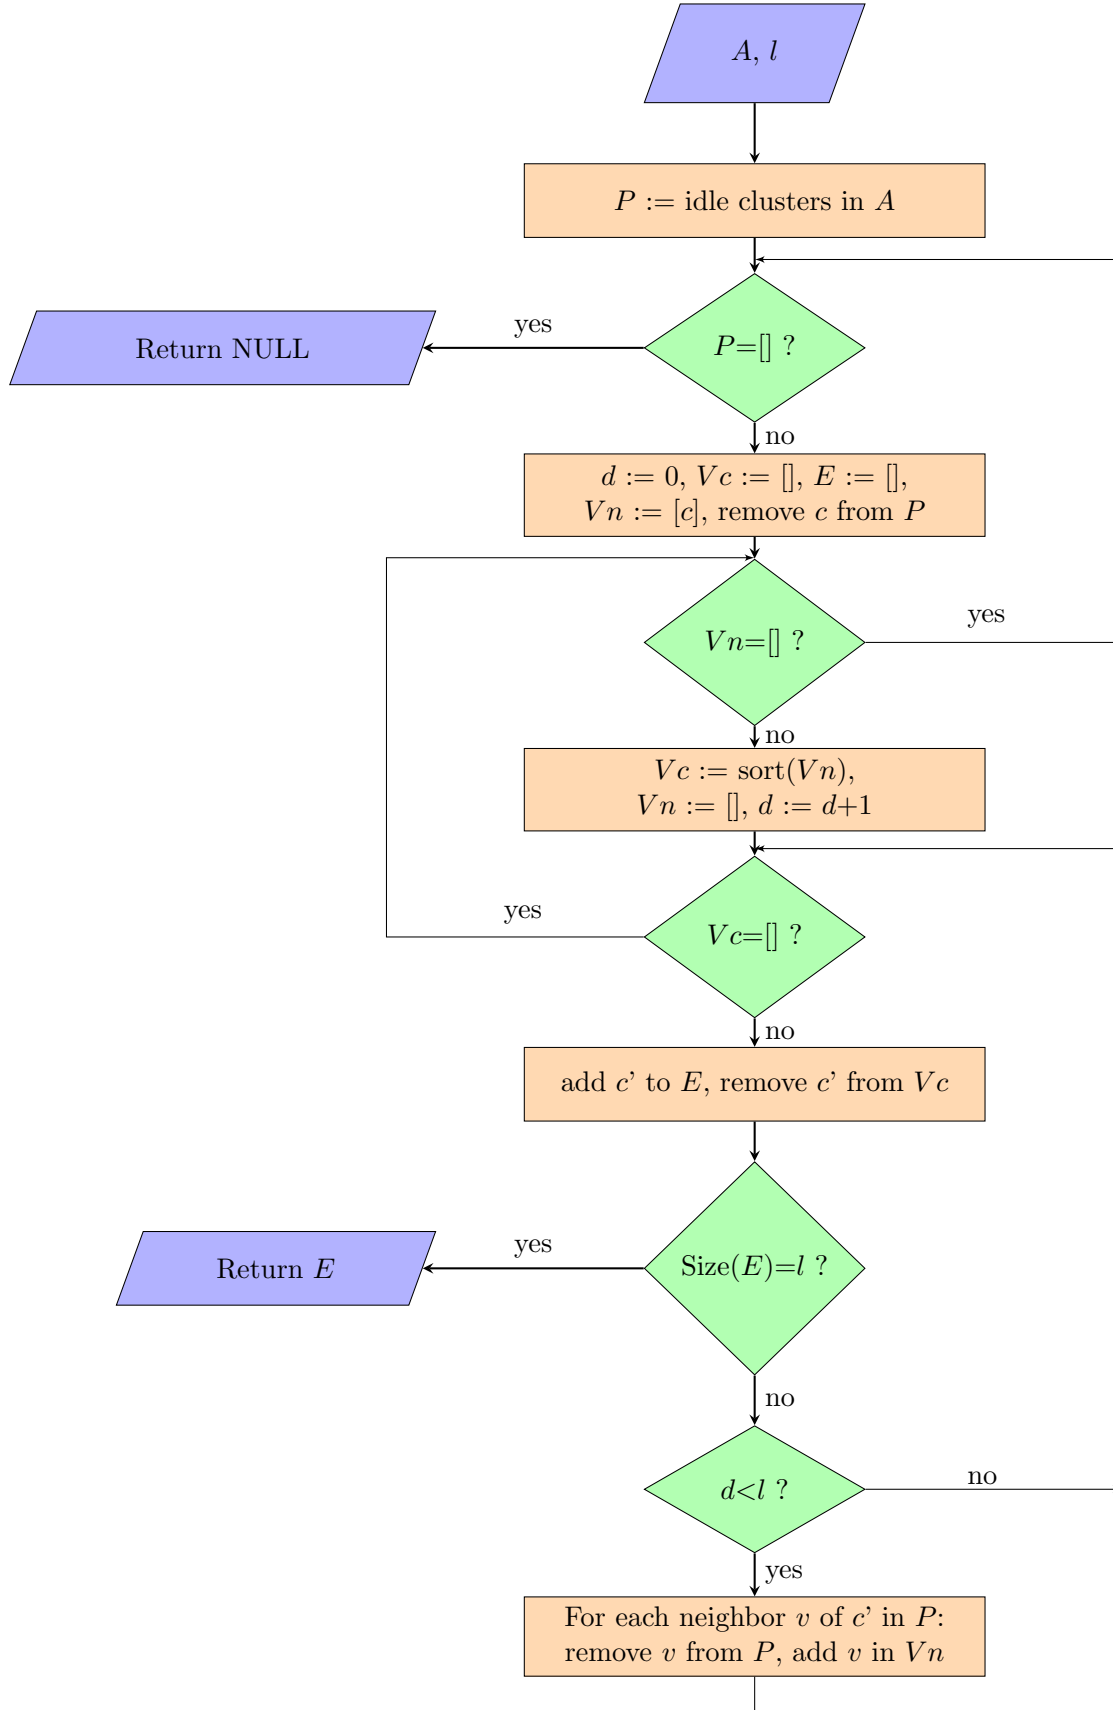 A, l
P := idle clusters in A
yes
Return NULL
P=[] ?
no
d := 0, Vc := [], E := [],
Vn := [c], remove c from P
yes
Vn=[] ?
no
Vc := sort(Vn),
Vn := [], d := d+1
yes
Vc=[] ?
no
add c’ to E, remove c’ from Vc
yes
Return E
Size(E)=l ?
no
d<l ?
no
yes
For each neighbor v of c’ in P:
remove v from P, add v in Vn